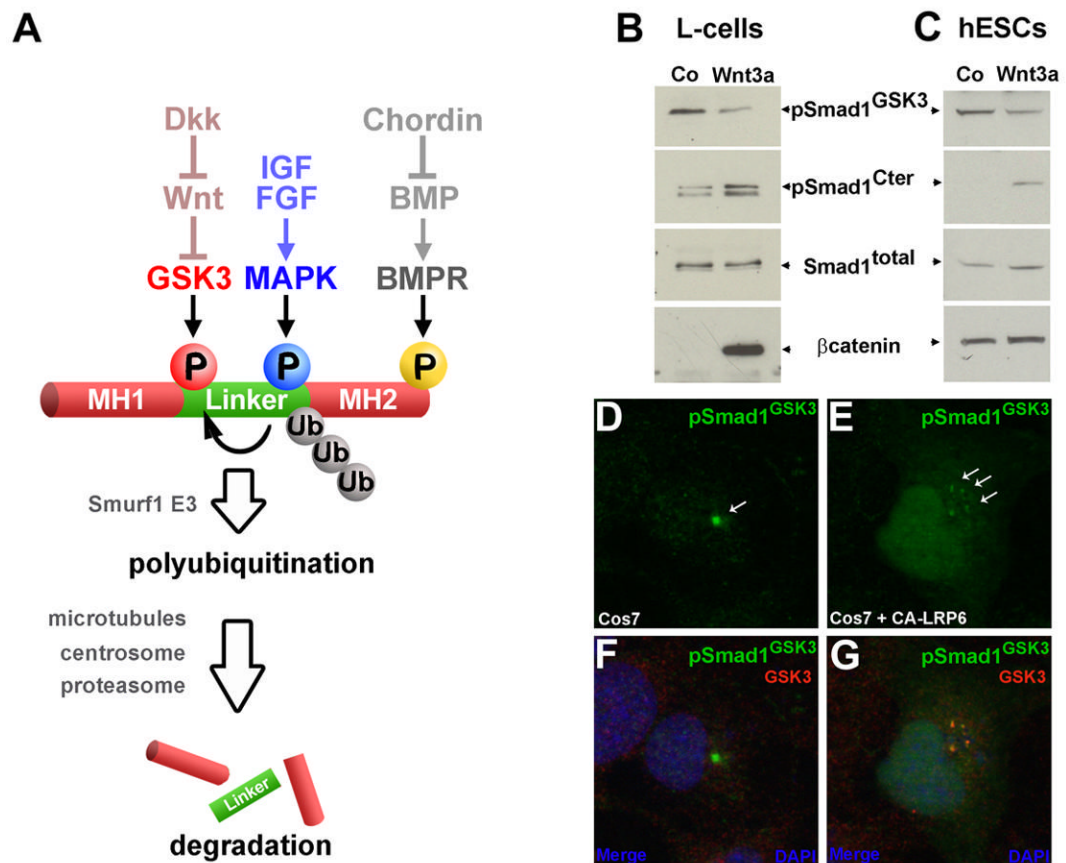 A
Dkk
Wnt
GSK3
IGF
FGF
MAPK
Chordin
BMP
BMPR
P
P
P
MH1
Linker
MH2
Ub
Ub
Ub
Smurf1 E3
polyubiquitination
microtubules
centrosome
proteasome
Linker
degradation
B L-cells
Co Wnt3a
C hESCs
Co Wnt3a
pSmad1GSK3
pSmad1Cter
Smad1total
βcatenin
D pSmad1GSK3
Cos7
E pSmad1GSK3
Cos7 + CA-LRP6
F pSmad1GSK3
GSK3
Merge DAPI
G pSmad1GSK3
GSK3
Merge DAPI